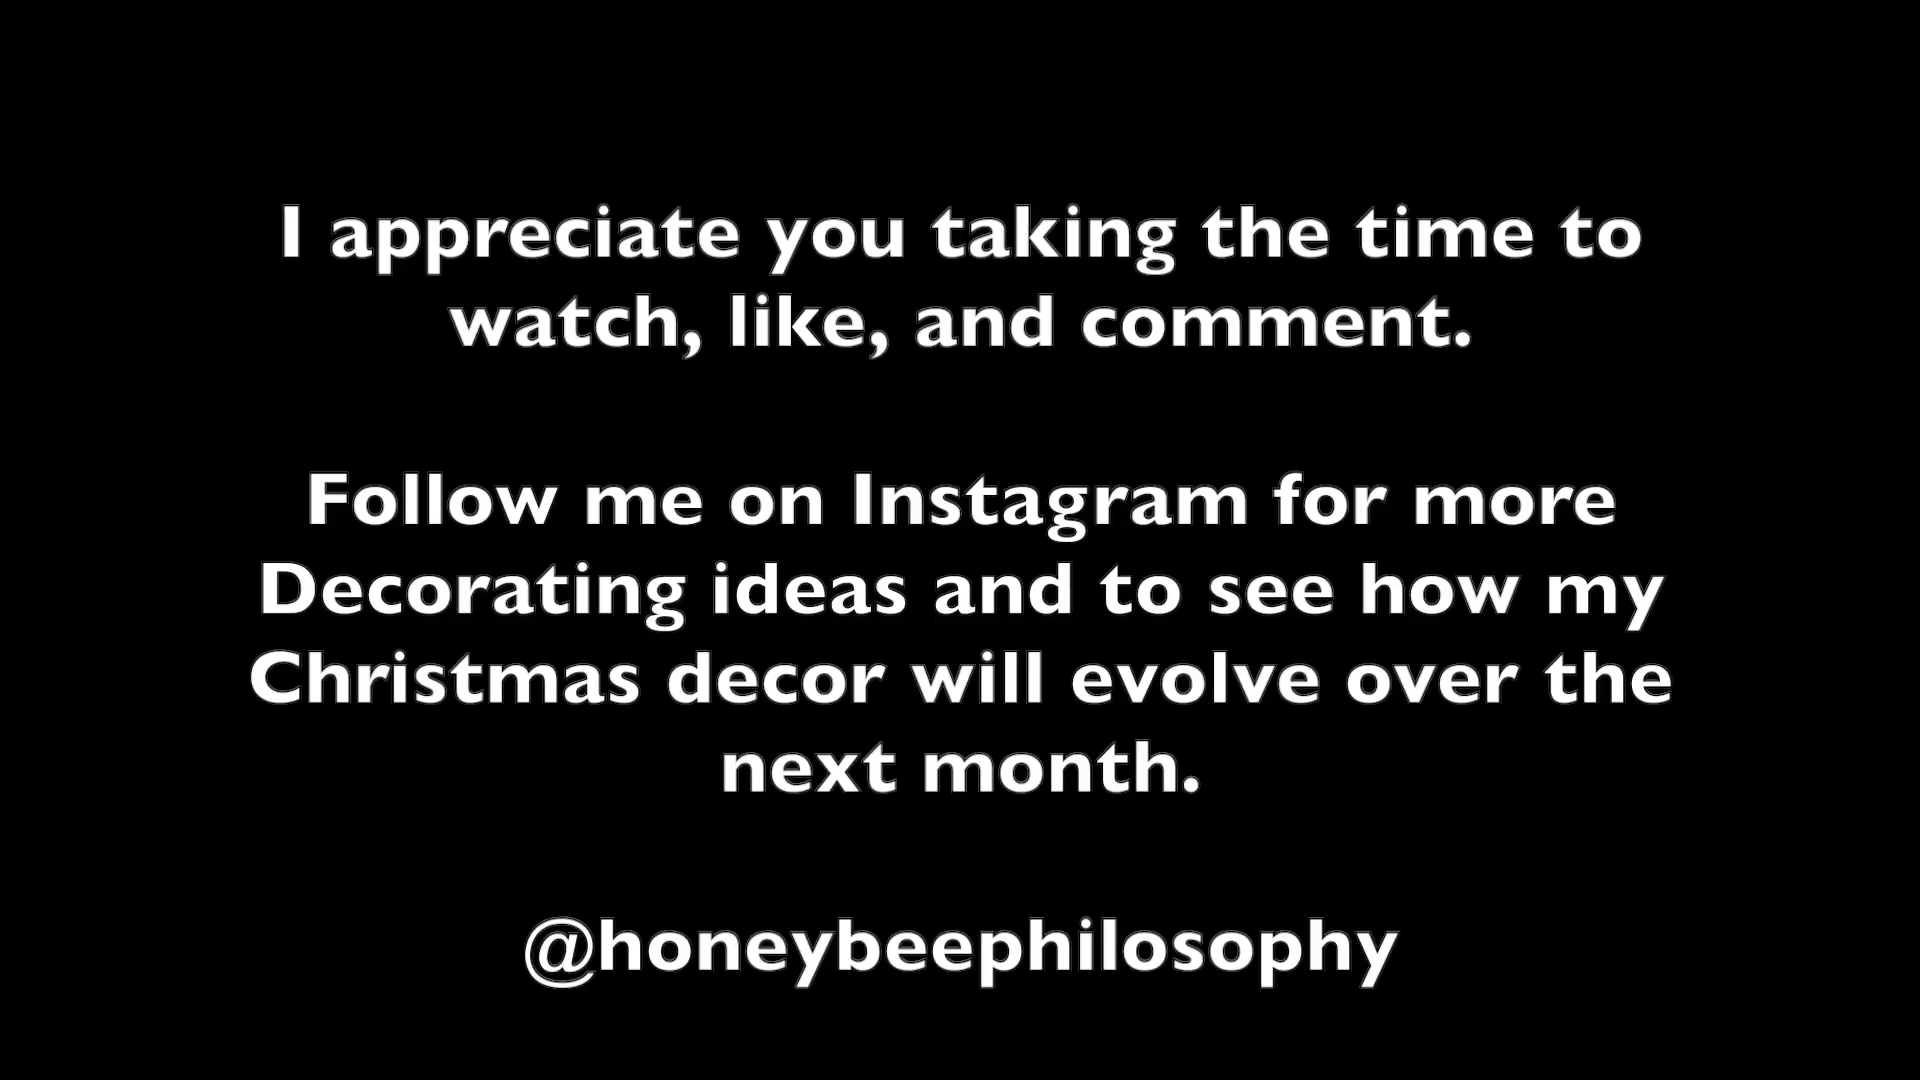 I appreciate you taking the time to
watch, like, and comment.
Follow me on Instagram for more
Decorating ideas and to see how my
Christmas decor will evolve over the
next month.
@honeybeephilosophy